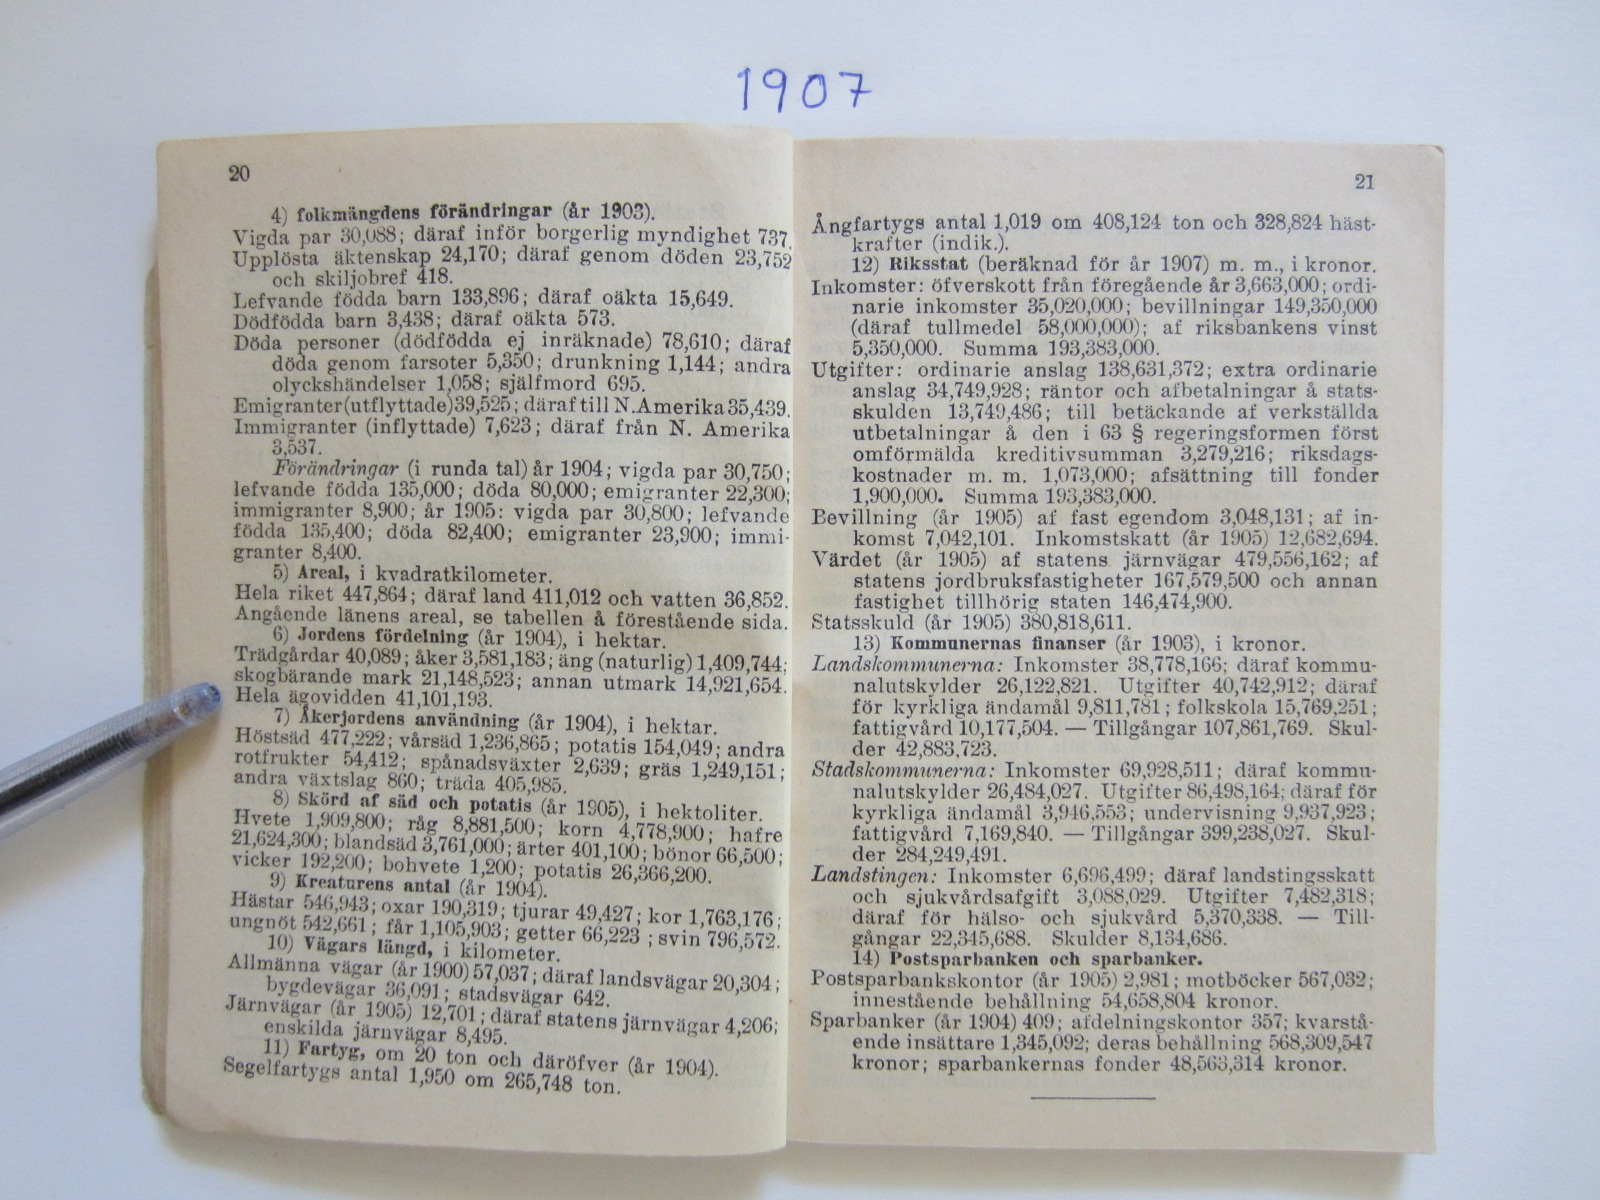 1907
20
4) folkmängdens förändringar (år 1903).
Vigda par 30,088; däraf inför borgerlig myndighet 737.
Upplösta äktenskap 24,170; däraf genom döden 23,752
och skiljobref 418.
Lefvande födda barn 133,896; däraf oäkta 15,649.
Dödfödda barn 3,438; däraf oäkta 573.
Döda personer (dödfödda ej inräknade) 78,610; däraf
döda genom farsoter 5,350; drunkning 1,144; andra
olyckshändelser 1,058; själfmord 695.
Emigranter (utflyttade) 39,525; däraf till N. Amerika 35,439.
Immigranter (inflyttade) 7,623; däraf från N. Amerika
3,537.
Förändringar (i runda tal) år 1904; vigda par 30,750;
lefvande födda 135,000; döda 80,000; emigranter 22,300;
immigranter 8,900; år 1905: vigda par 30,800; lefvande
födda 135,400; döda 82,400; emigranter 23,900; immi-
granter 8,400.
5) Areal, i kvadratkilometer.
Hela riket 447,864; däraf land 411,012 och vatten 36,852.
Angående länens areal, se tabellen å förestående sida.
6) Jordens fördelning (år 1904), i hektar.
Trädgårdar 40,089; åker 3,581,183; äng (naturlig) 1,409,744;
skogbärande mark 21,148,523; annan utmark 14,921,654.
Hela ägovidden 41,101,193.
7) Åkerjordens användning (år 1904), i hektar.
Höstsäd 477,222; vårsäd 1,236,865; potatis 154,049; andra
rotfrukter 54,412; spånadsväxter 2,639; gräs 1,249,151;
andra växtslag 860; träda 405,985.
8) Skörd af säd och potatis (år 1905), i hektoliter.
Hvete 1,909,800; råg 8,881,500; korn 4,778,900; hafre
21,624,300; blandsäd 3,761,000; ärter 401,100; bönor 66,500;
vicker 192,200; bohvete 1,200; potatis 26,366,200.
9) Kreaturens antal (år 1904).
Hästar 546,943; oxar 190,319; tjurar 49,427; kor 1,763,176;
ungnöt 542,661; får 1,105,903; getter 66,223; svin 796,572.
10) Vägars längd, i kilometer.
Allmänna vägar (år 1900) 57,037; däraf landsvägar 20,304;
bygdevägar 36,091; stadsvägar 642.
Järnvägar (år 1905) 12,701; däraf statens järnvägar 4,206;
enskilda järnvägar 8,495.
11) Fartyg, om 20 ton och däröfver (år 1904).
Segelfartygs antal 1,950 om 265,748 ton.
21
Ångfartygs antal 1,019 om 408,124 ton och 328,824 häst-
krafter (indik.).
12) Riksstat (beräknad för år 1907) m. m., i kronor.
Inkomster: öfverskott från föregående år 3,663,000; ordi-
narie inkomster 35,020,000; bevillningar 149,350,000
(däraf tullmedel 58,000,000); af riksbankens vinst
5,350,000. Summa 193,383,000.
Utgifter: ordinarie anslag 138,631,372; extra ordinarie
anslag 34,749,928; räntor och afbetalningar å stats-
skulden 13,749,486; till betäckande af verkställda
utbetalningar å den i 63 § regeringsformen först
omförmälda kreditivsumman 3,279,216; riksdags-
kostnader m. m. 1,073,000; afsättning till fonder
1,900,000. Summa 193,383,000.
Bevillning (år 1905) af fast egendom 3,048,131; af in-
komst 7,042,101. Inkomstskatt (år 1905) 12,682,694.
Värdet (år 1905) af statens järnvägar 479,556,162; af
statens jordbruksfastigheter 167,579,500 och annan
fastighet tillhörig staten 146,474,900.
Statsskuld (år 1905) 380,818,611.
13) Kommunernas finanser (år 1903), i kronor.
Landskommunerna: Inkomster 38,778,166; däraf kommu-
nalutskylder 26,122,821. Utgifter 40,742,912; däraf
för kyrkliga ändamål 9,811,781; folkskola 15,769,251;
fattigvård 10,177,504. — Tillgångar 107,861,769. Skul-
der 42,883,723.
Stadskommunerna: Inkomster 69,928,511; däraf kommu-
nalutskylder 26,484,027. Utgifter 86,498,164; däraf för
kyrkliga ändamål 3,946,553; undervisning 9,937,923;
fattigvård 7,169,840. — Tillgångar 399,238,027. Skul-
der 284,249,491.
Landstingen: Inkomster 6,696,499; däraf landstingsskatt
och sjukvårdsafgift 3,088,029. Utgifter 7,482,318;
däraf för hälso- och sjukvård 5,370,338. — Till-
gångar 22,345,688. Skulder 8,134,686.
14) Postsparbanken och sparbanker.
Postsparbankskontor (år 1905) 2,981; motböcker 567,032;
innestående behållning 54,658,804 kronor.
Sparbanker (år 1904) 409; afdelningskontor 357; kvarstå-
ende insättare 1,345,092; deras behållning 568,309,547
kronor; sparbankernas fonder 48,563,314 kronor.